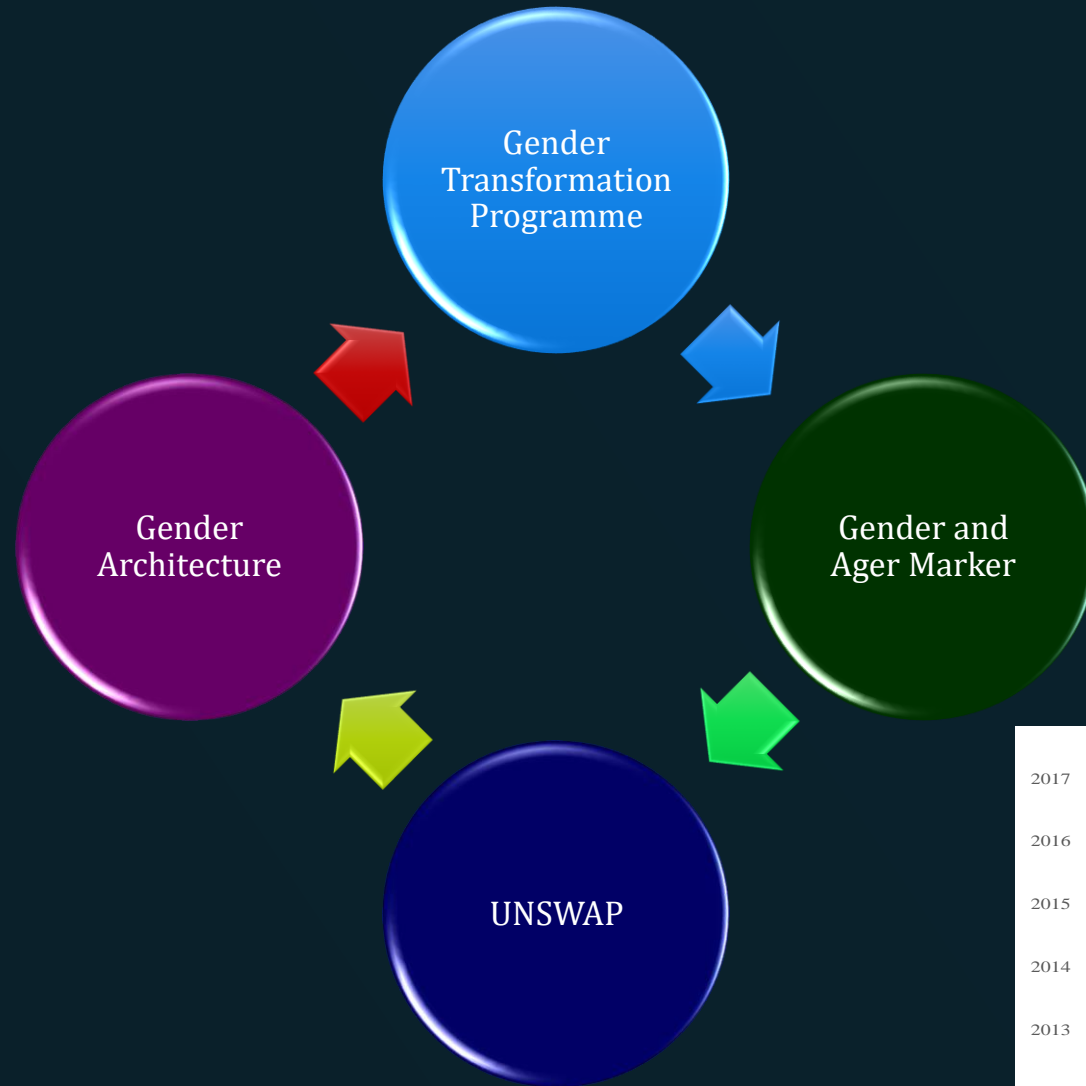 Gender
Transformation
Programme
Gender
Architecture
Gender and
Ager Marker
UNSWAP
2017
2016
2015
2014
2013